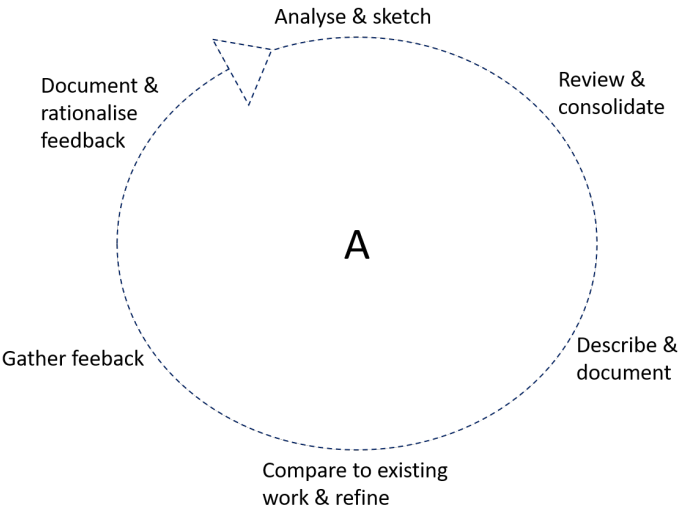 Analyse & sketch
Review &
consolidate
Describe &
document
Compare to existing
work & refine
Gather feeback
Document &
rationalise
feedback
A